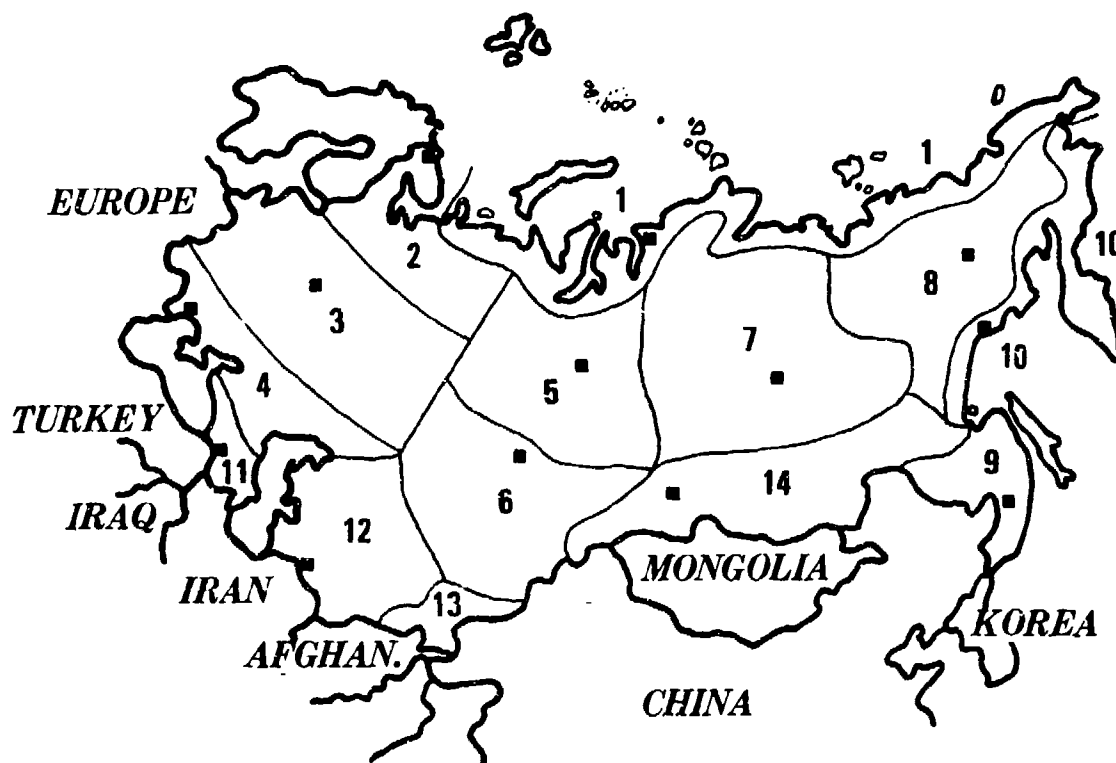 1
1
EUROPE
2
10
8
3
7
10
4
5
TURKEY
11
9
6
14
IRAQ
12
MONGOLIA
IRAN
13
KOREA
AFGHAN.
CHINA